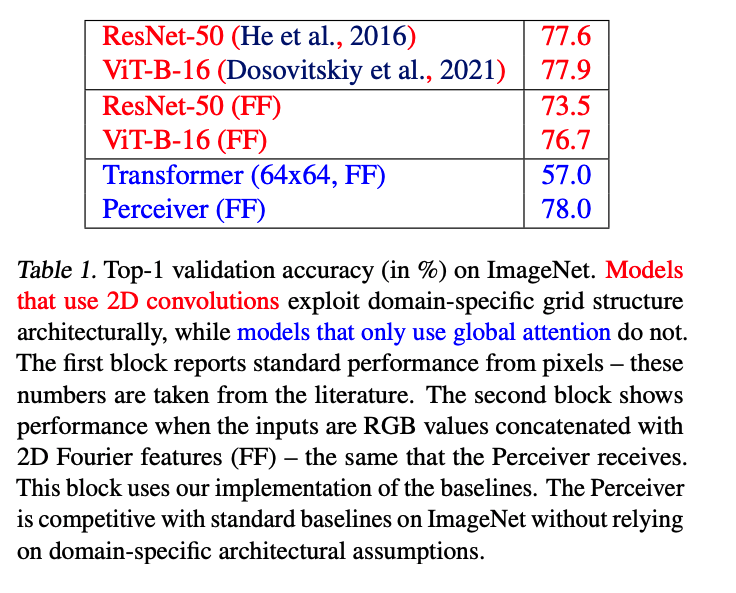 ResNet-50 (He et al., 2016) 77.6
ViT-B-16 (Dosovitskiy et al., 2021) 77.9
ResNet-50 (FF) 73.5
ViT-B-16 (FF) 76.7
Transformer (64x64, FF) 57.0
Perceiver (FF) 78.0
Table 1. Top-1 validation accuracy (in %) on ImageNet. Models
that use 2D convolutions exploit domain-specific grid structure
architecturally, while models that only use global attention do not.
The first block reports standard performance from pixels – these
numbers are taken from the literature. The second block shows
performance when the inputs are RGB values concatenated with
2D Fourier features (FF) – the same that the Perceiver receives.
This block uses our implementation of the baselines. The Perceiver
is competitive with standard baselines on ImageNet without relying
on domain-specific architectural assumptions.